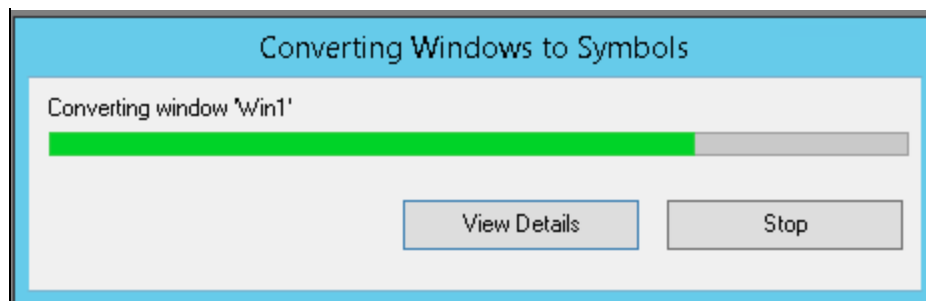 Converting Windows to Symbols
Converting window 'Win1'
View Details
Stop